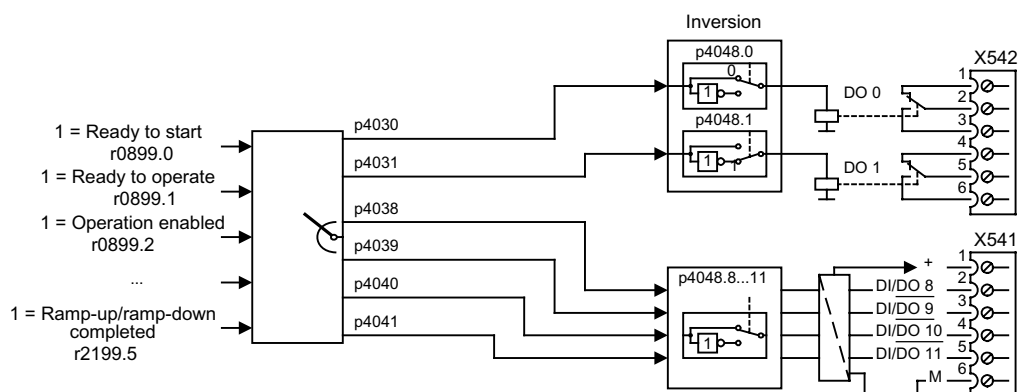 Inversion
p4048.0
0
1
p4048.1
1
1
DO 0
DO 1
X542
1
2
3
4
5
6
1 = Ready to start
r0899.0
1 = Ready to operate
r0899.1
1 = Operation enabled
r0899.2
...
1 = Ramp-up/ramp-down
completed
r2199.5
p4030
p4031
p4038
p4039
p4040
p4041
p4048.8...11
1
X541
+
DI/DO 8
DI/DO 9
DI/DO 10
DI/DO 11
M
1
2
3
4
5
6